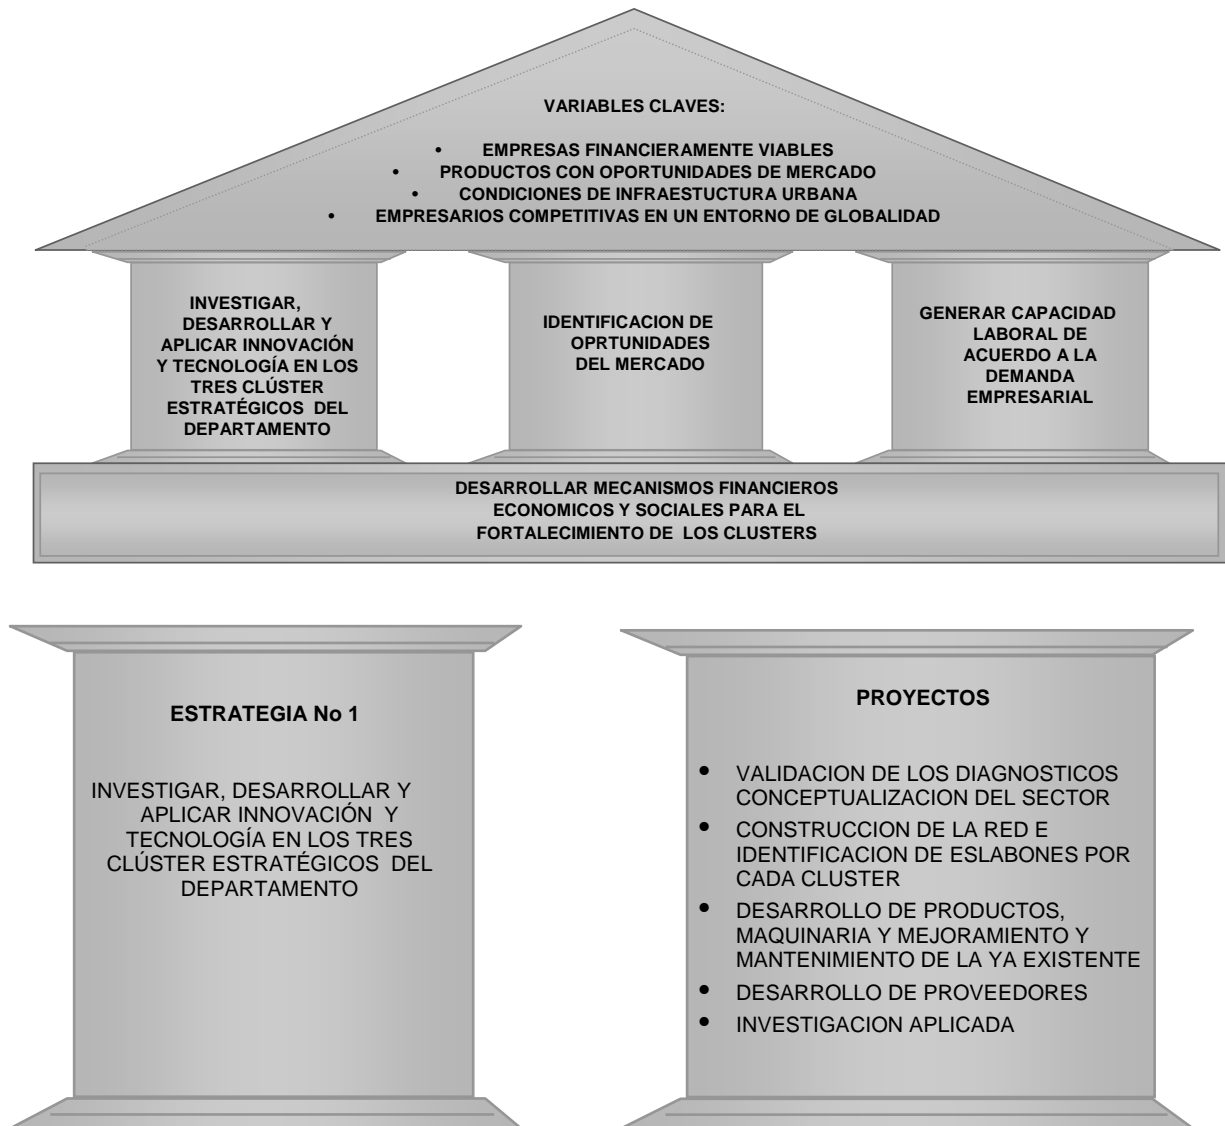 VARIABLES CLAVES:
• EMPRESAS FINANCIERAMENTE VIABLES
• PRODUCTOS CON OPORTUNIDADES DE MERCADO
• CONDICIONES DE INFRAESTUCTURA URBANA
• EMPRESARIOS COMPETITIVAS EN UN ENTORNO DE GLOBALIDAD
INVESTIGAR,
DESARROLLAR Y
APLICAR INNOVACIÓN
Y TECNOLOGÍA EN LOS
TRES CLÚSTER
ESTRATÉGICOS DEL
DEPARTAMENTO
IDENTIFICACION DE
OPRTUNIDADES
DEL MERCADO
GENERAR CAPACIDAD
LABORAL DE
ACUERDO A LA
DEMANDA
EMPRESARIAL
DESARROLLAR MECANISMOS FINANCIEROS
ECONOMICOS Y SOCIALES PARA EL
FORTALECIMIENTO DE LOS CLUSTERS
ESTRATEGIA No 1
INVESTIGAR, DESARROLLAR Y
APLICAR INNOVACIÓN Y
TECNOLOGÍA EN LOS TRES
CLÚSTER ESTRATÉGICOS DEL
DEPARTAMENTO
PROYECTOS
• VALIDACION DE LOS DIAGNOSTICOS
CONCEPTUALIZACION DEL SECTOR
• CONSTRUCCION DE LA RED E
IDENTIFICACION DE ESLABONES POR
CADA CLUSTER
• DESARROLLO DE PRODUCTOS,
MAQUINARIA Y MEJORAMIENTO Y
MANTENIMIENTO DE LA YA EXISTENTE
• DESARROLLO DE PROVEEDORES
• INVESTIGACION APLICADA